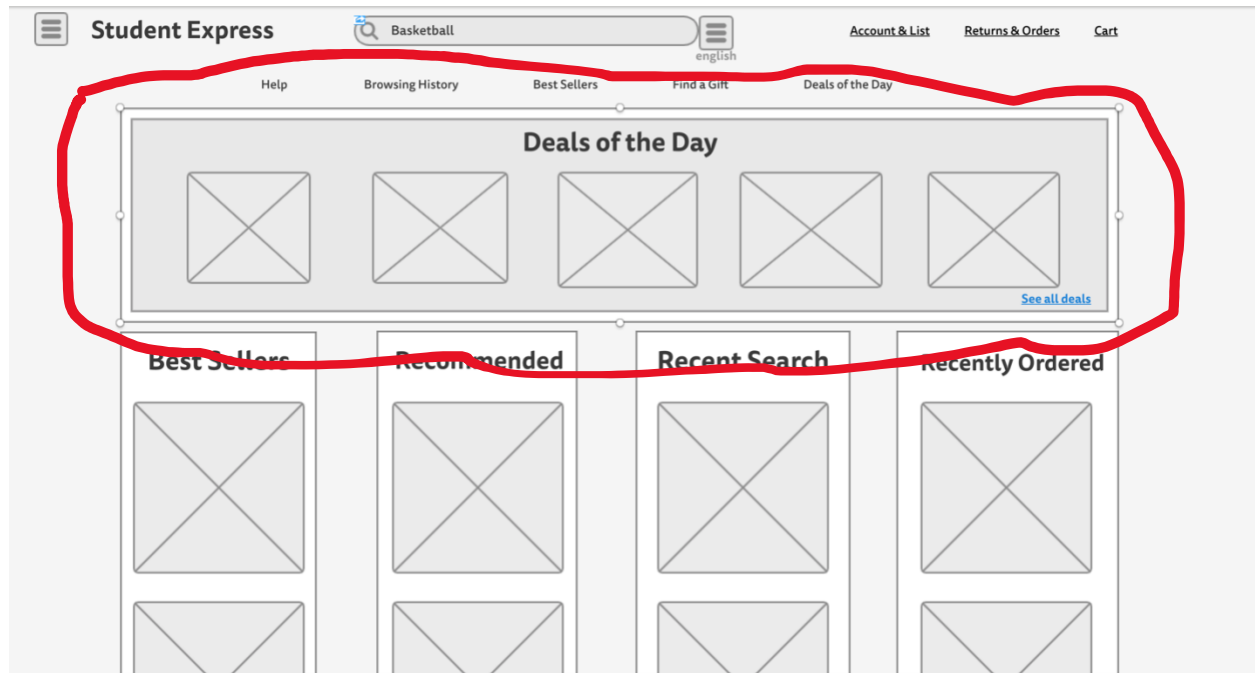 Student Express
Basketball
english
Account & List Returns & Orders Cart
Help Browsing History Best Sellers Find a Gift Deals of the Day
Deals of the Day
See all deals
Best Sellers Recommended Recent Search Recently Ordered